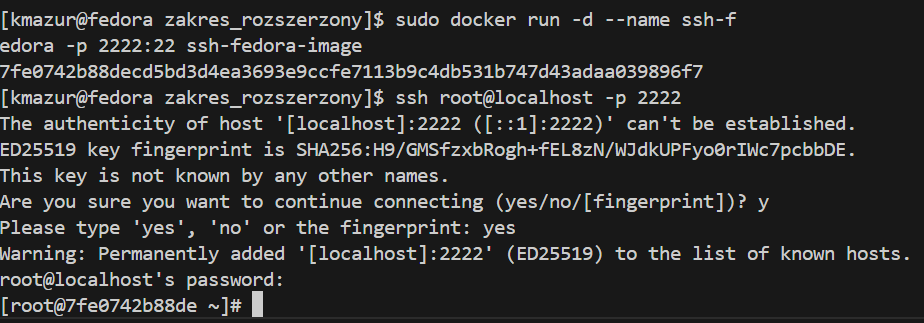 [kmazur@fedora zakres_rozszerzony]$ sudo docker run -d --name ssh-f
edora -p 2222:22 ssh-fedora-image
7fe0742b88decd5bd3d4ea3693e9ccfe7113b9c4db531b747d43adaa039896f7
[kmazur@fedora zakres_rozszerzony]$ ssh root@localhost -p 2222
The authenticity of host '[localhost]:2222 ([::1]:2222)' can't be established.
ED25519 key fingerprint is SHA256:H9/GMSfzxbRogh+fEL8zN/WJdkUPFyo0rIWc7pcbbDE.
This key is not known by any other names.
Are you sure you want to continue connecting (yes/no/[fingerprint])? y
Please type 'yes', 'no' or the fingerprint: yes
Warning: Permanently added '[localhost]:2222' (ED25519) to the list of known hosts.
root@localhost's password:
[root@7fe0742b88de ~]#